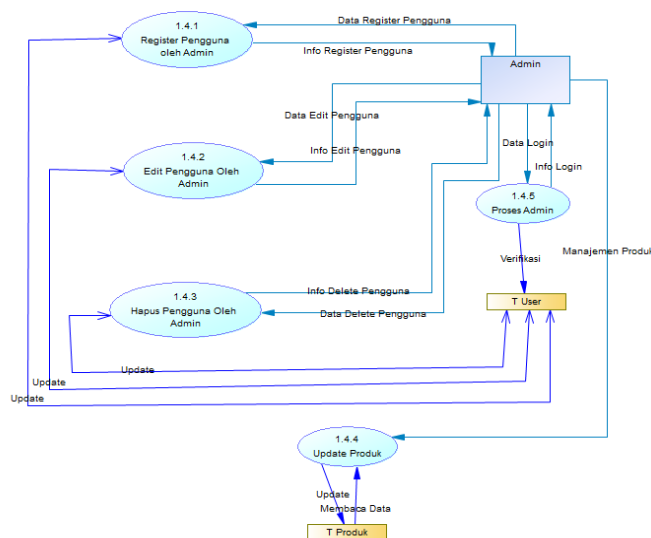 Data Register Pengguna
1.4.1
Register Pengguna
oleh Admin
Info Register Pengguna
Admin
Data Edit Pengguna
Data Login
1.4.2
Edit Pengguna Oleh
Admin
Info Edit Pengguna
Info Login
1.4.5
Proses Admin
Manajemen Produk
Verifikasi
1.4.3
Hapus Pengguna Oleh
Admin
Info Delete Pengguna
Data Delete Pengguna
T User
Update
Update
Update
1.4.4
Update Produk
Update
Membaca Data
T Produk